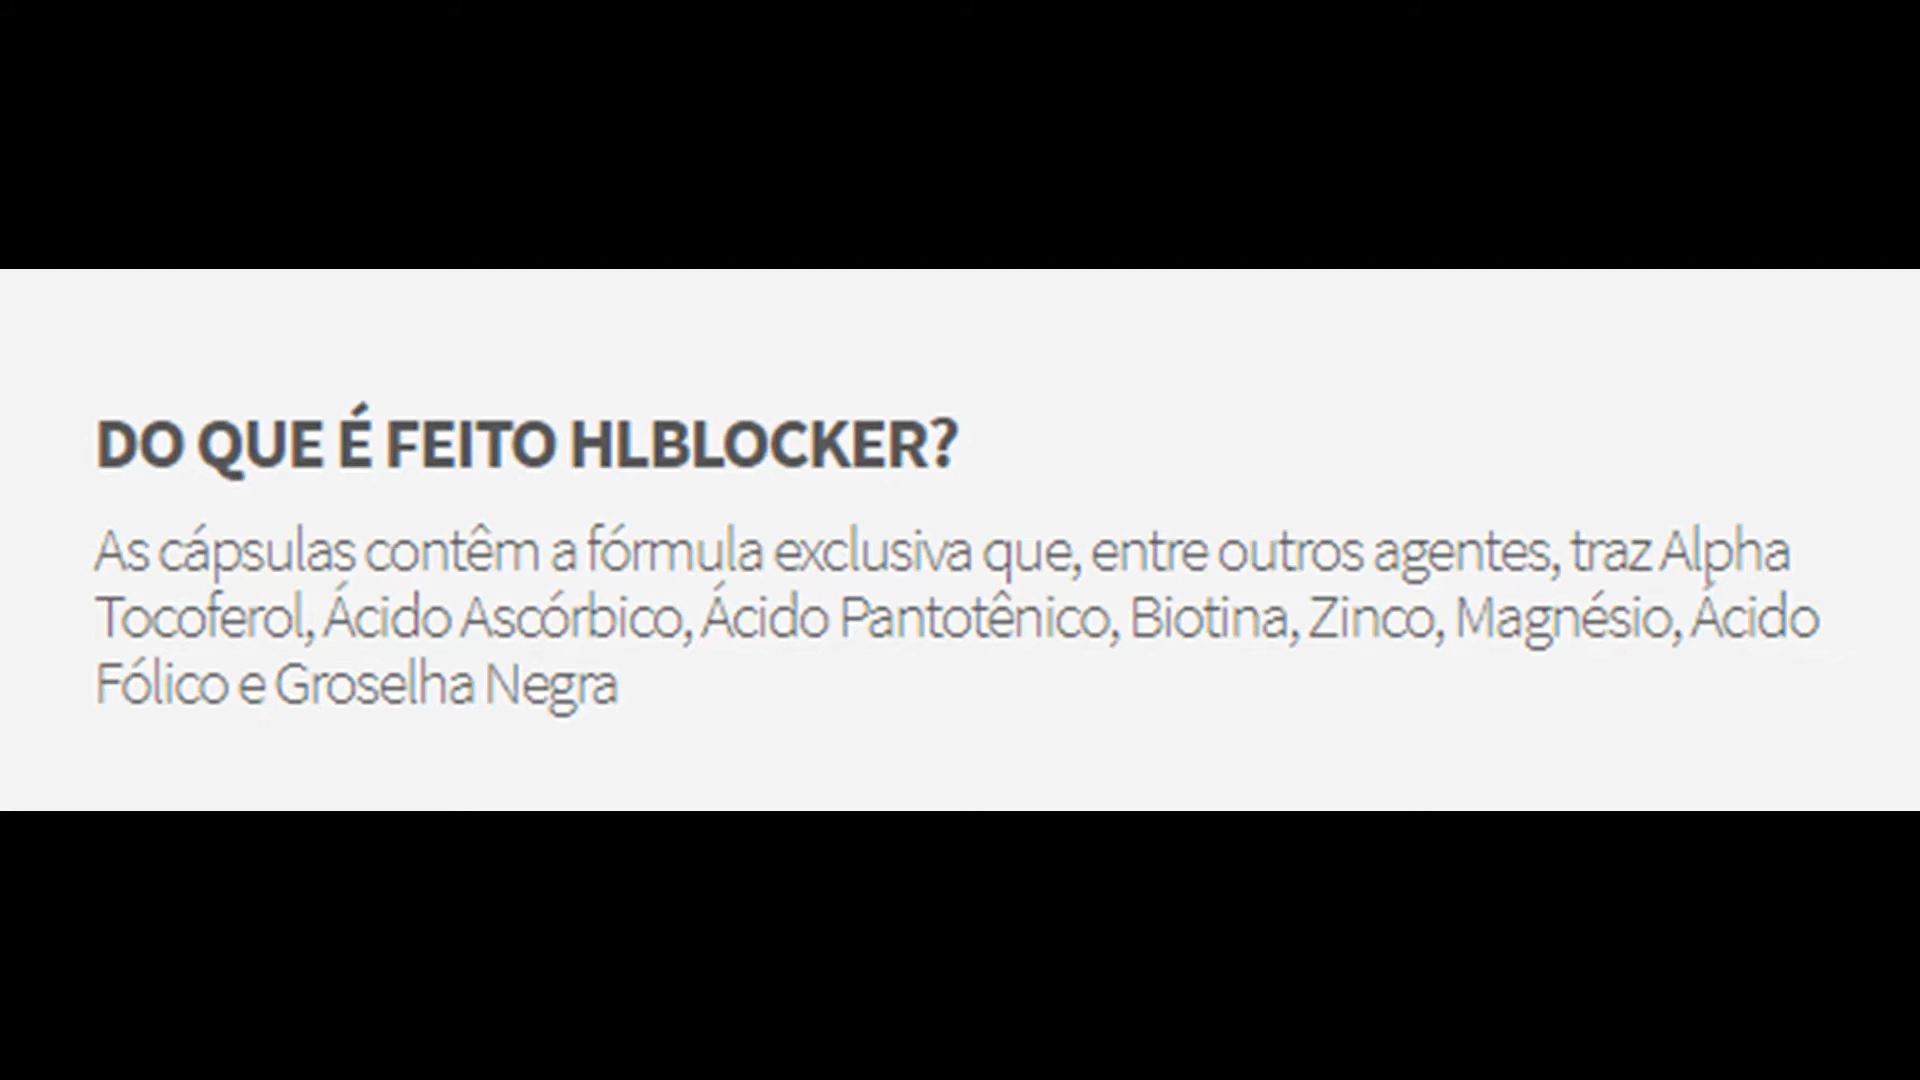 DO QUE É FEITO HLBLOCKER?
As cápsulas contêm a fórmula exclusiva que, entre outros agentes, traz Alpha
Tocoferol, Ácido Ascórbico, Ácido Pantotênico, Biotina, Zinco, Magnésio, Ácido
Fólico e Groselha Negra